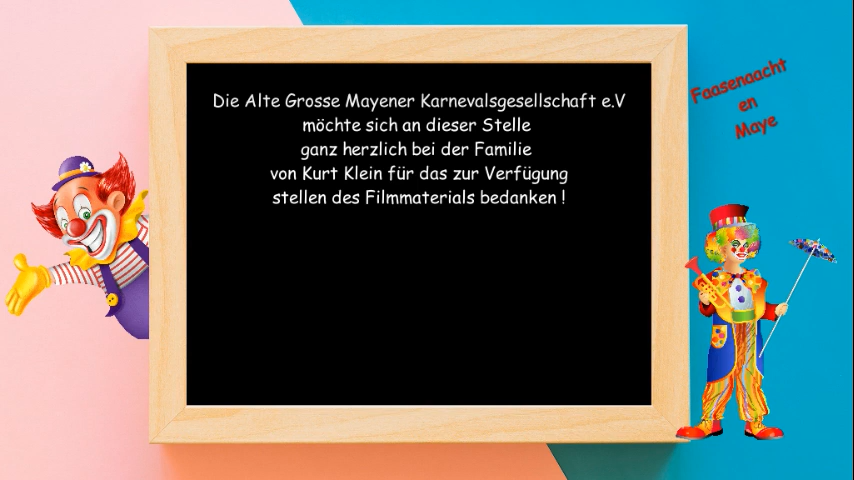 Die Alte Grosse Mayener Karnevalsgesellschaft e.V
möchte sich an dieser Stelle
ganz herzlich bei der Familie
von Kurt Klein für das zur Verfügung
stellen des Filmmaterials bedanken !
Faasenaacht
en
Maye